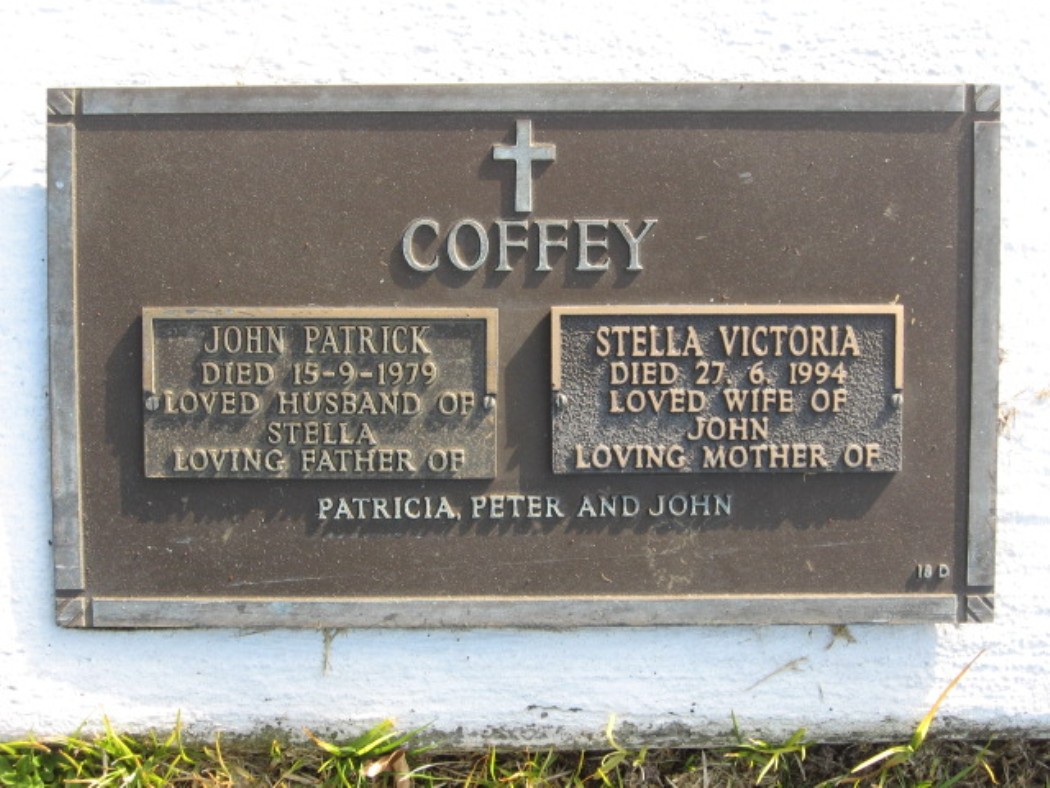 COFFEY
JOHN PATRICK
DIED 15-9-1979
LOVED HUSBAND OF
STELLA
LOVING FATHER OF
STELLA VICTORIA
DIED 27. 6. 1994
LOVED WIFE OF
JOHN
LOVING MOTHER OF
PATRICIA, PETER AND JOHN
18 D